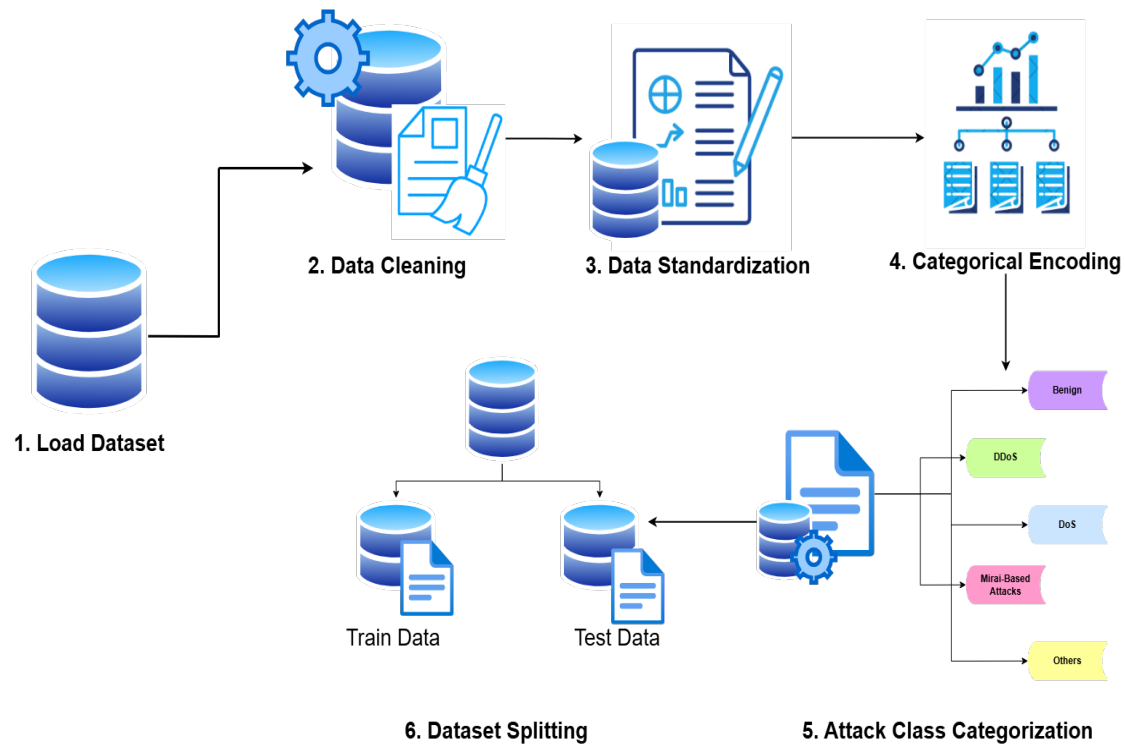 1. Load Dataset
2. Data Cleaning
3. Data Standardization
4. Categorical Encoding
Benign
DDoS
DoS
Mirai-Based
Attacks
Others
5. Attack Class Categorization
Train Data
Test Data
6. Dataset Splitting